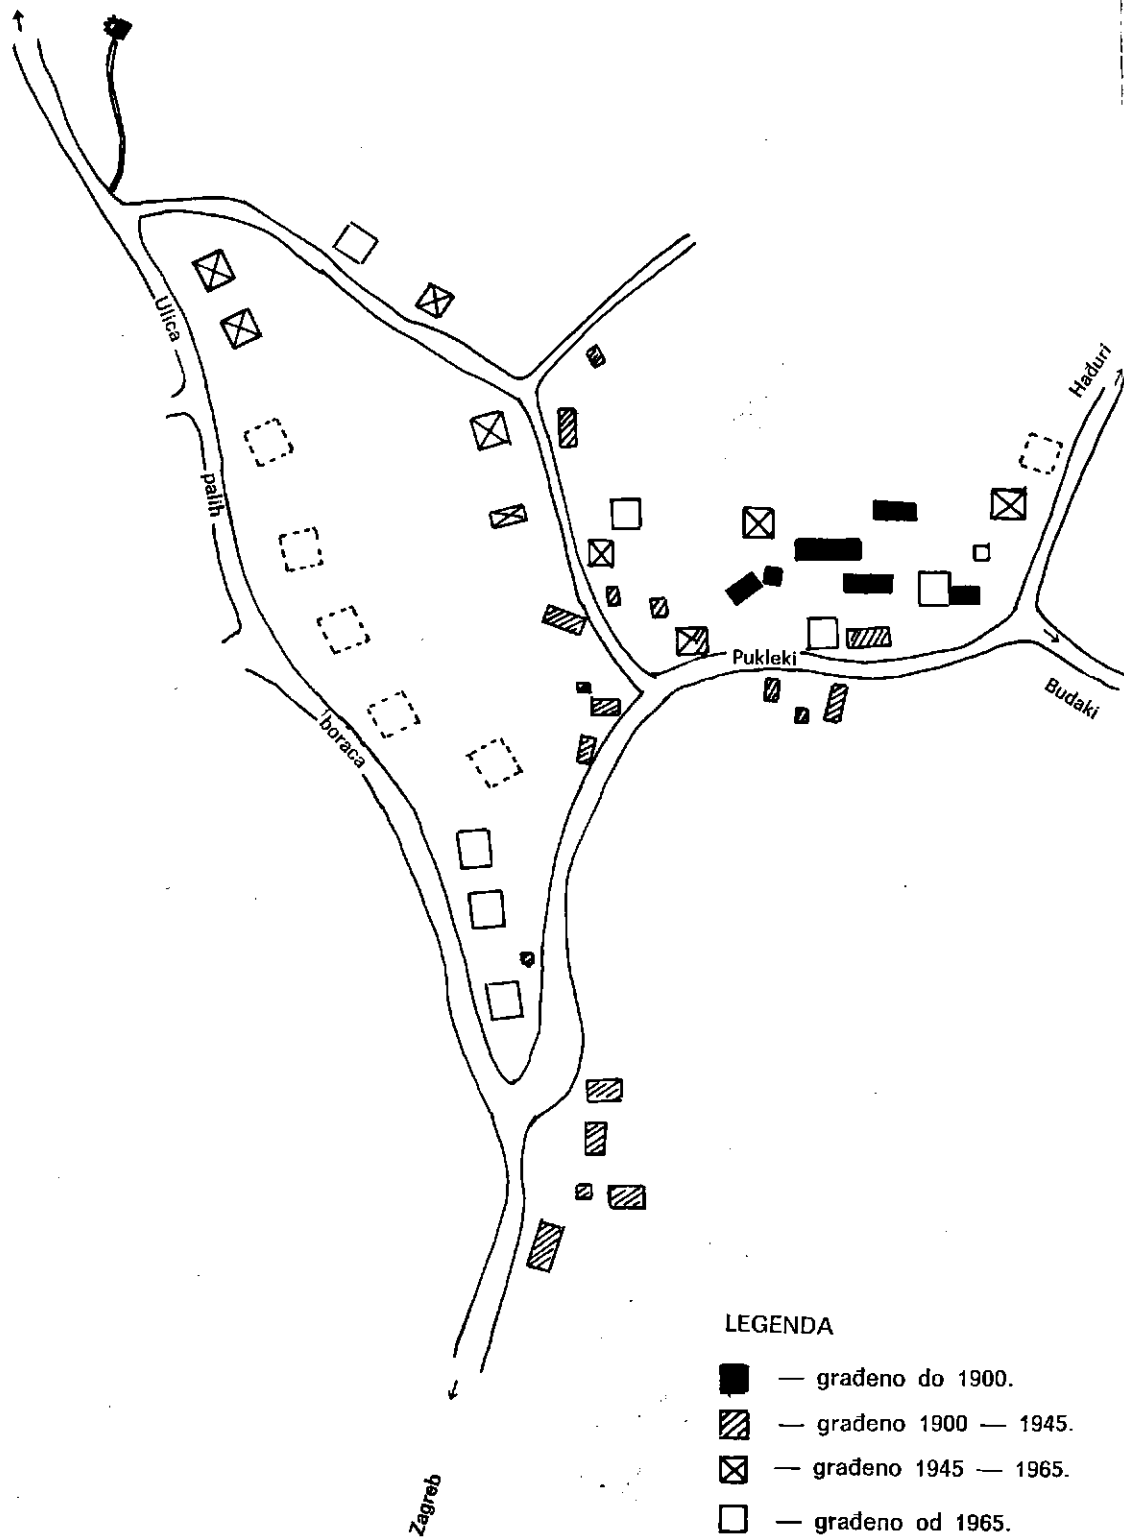 Ulica
palih
boraca
Pukleki
Hađuri
Budaki
Zagreb
LEGENDA
— građeno do 1900.
— građeno 1900 — 1945.
— građeno 1945 — 1965.
— građeno od 1965.